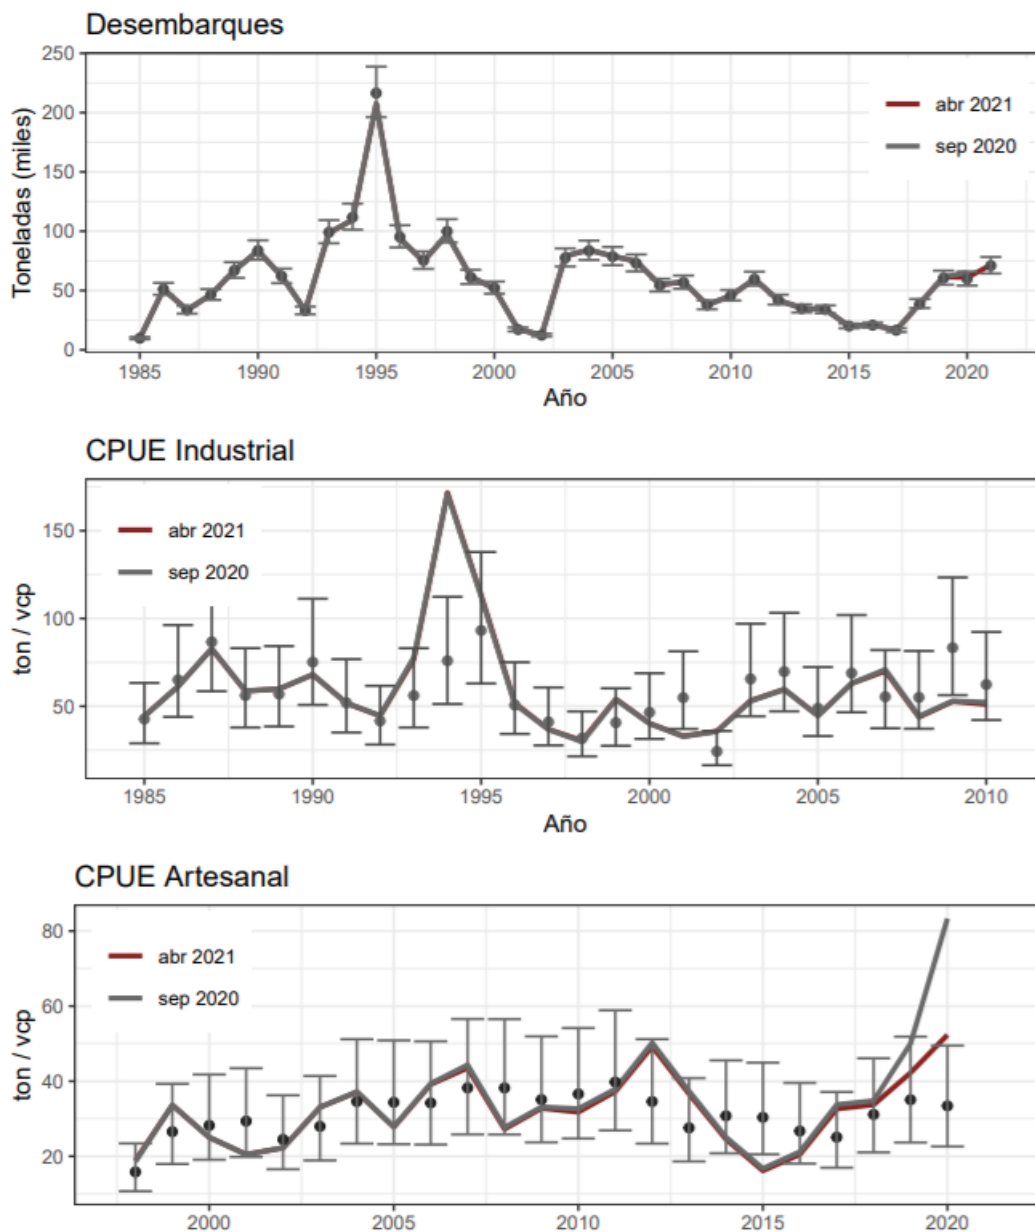 Desembarques
250
200
150
100
50
0
Toneladas (miles)
abr 2021
sep 2020
1985 1990 1995 2000 2005 2010 2015 2020
Año
CPUE Industrial
150
100
50
ton / vcp
abr 2021
sep 2020
1985 1990 1995 2000 2005 2010
Año
CPUE Artesanal
80
60
40
20
ton / vcp
abr 2021
sep 2020
2000 2005 2010 2015 2020